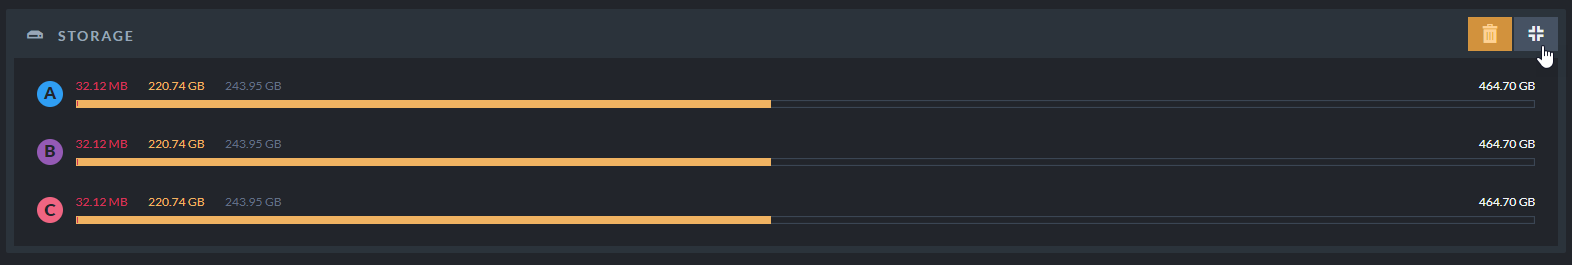 STORAGE
A 32.12 MB 220.74 GB 243.95 GB 464.70 GB
B 32.12 MB 220.74 GB 243.95 GB 464.70 GB
C 32.12 MB 220.74 GB 243.95 GB 464.70 GB